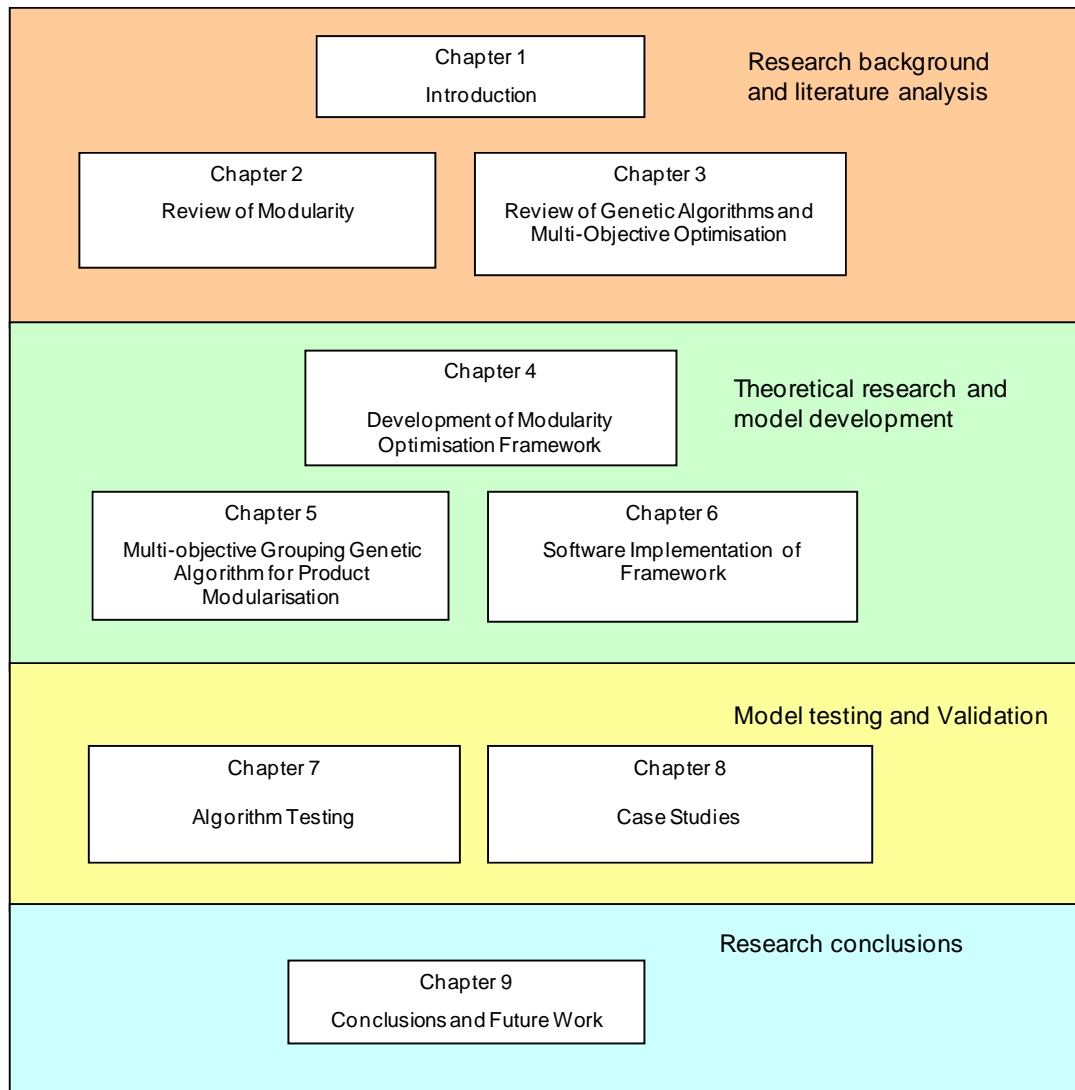 Chapter 1
Introduction
Research background
and literature analysis
Chapter 2
Review of Modularity
Chapter 3
Review of Genetic Algorithms and
Multi-Objective Optimisation
Chapter 4
Development of Modularity
Optimisation Framework
Theoretical research and
model development
Chapter 5
Multi-objective Grouping Genetic
Algorithm for Product
Modularisation
Chapter 6
Software Implementation of
Framework
Model testing and Validation
Chapter 7
Algorithm Testing
Chapter 8
Case Studies
Research conclusions
Chapter 9
Conclusions and Future Work